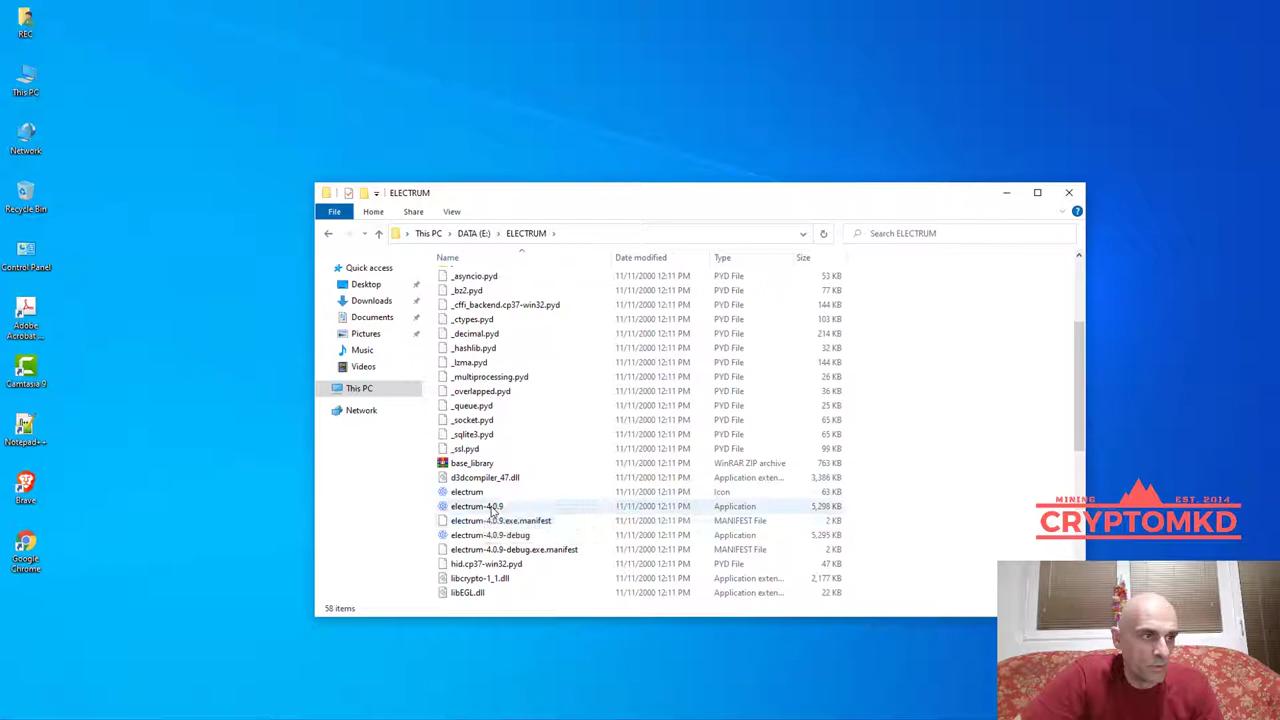 REC
This PC
Network
Recycle Bin
Control Panel
Adobe
Acrobat ...
Camtasia 9
Notepad++
Brave
Google
Chrome
ELECTRUM
File Home Share View
This PC > DATA (E:) > ELECTRUM >
Search ELECTRUM
Name Date modified Type Size
Quick access
Desktop
Downloads
Documents
Pictures
Music
Videos
This PC
Network
_asyncio.pyd 11/11/2000 12:11 PM PYD File 53 KB
_bz2.pyd 11/11/2000 12:11 PM PYD File 77 KB
_cffi_backend.cp37-win32.pyd 11/11/2000 12:11 PM PYD File 144 KB
_ctypes.pyd 11/11/2000 12:11 PM PYD File 103 KB
_decimal.pyd 11/11/2000 12:11 PM PYD File 214 KB
_hashlib.pyd 11/11/2000 12:11 PM PYD File 32 KB
_lzma.pyd 11/11/2000 12:11 PM PYD File 144 KB
_multiprocessing.pyd 11/11/2000 12:11 PM PYD File 26 KB
_overlapped.pyd 11/11/2000 12:11 PM PYD File 36 KB
_queue.pyd 11/11/2000 12:11 PM PYD File 25 KB
_socket.pyd 11/11/2000 12:11 PM PYD File 65 KB
_sqlite3.pyd 11/11/2000 12:11 PM PYD File 65 KB
_ssl.pyd 11/11/2000 12:11 PM PYD File 99 KB
base_library 11/11/2000 12:11 PM WinRAR ZIP archive 763 KB
d3dcompiler_47.dll 11/11/2000 12:11 PM Application exten... 3,386 KB
electrum 11/11/2000 12:11 PM Icon 63 KB
electrum-4.0.9 11/11/2000 12:11 PM Application 5,298 KB
electrum-4.0.9.exe.manifest 11/11/2000 12:11 PM MANIFEST File 2 KB
electrum-4.0.9-debug 11/11/2000 12:11 PM Application 5,295 KB
electrum-4.0.9-debug.exe.manifest 11/11/2000 12:11 PM MANIFEST File 2 KB
hid.cp37-win32.pyd 11/11/2000 12:11 PM PYD File 47 KB
libcrypto-1_1.dll 11/11/2000 12:11 PM Application exten... 2,177 KB
libEGL.dll 11/11/2000 12:11 PM Application exten... 22 KB
58 items
MINING EST. 2014
CRYPTOMKD